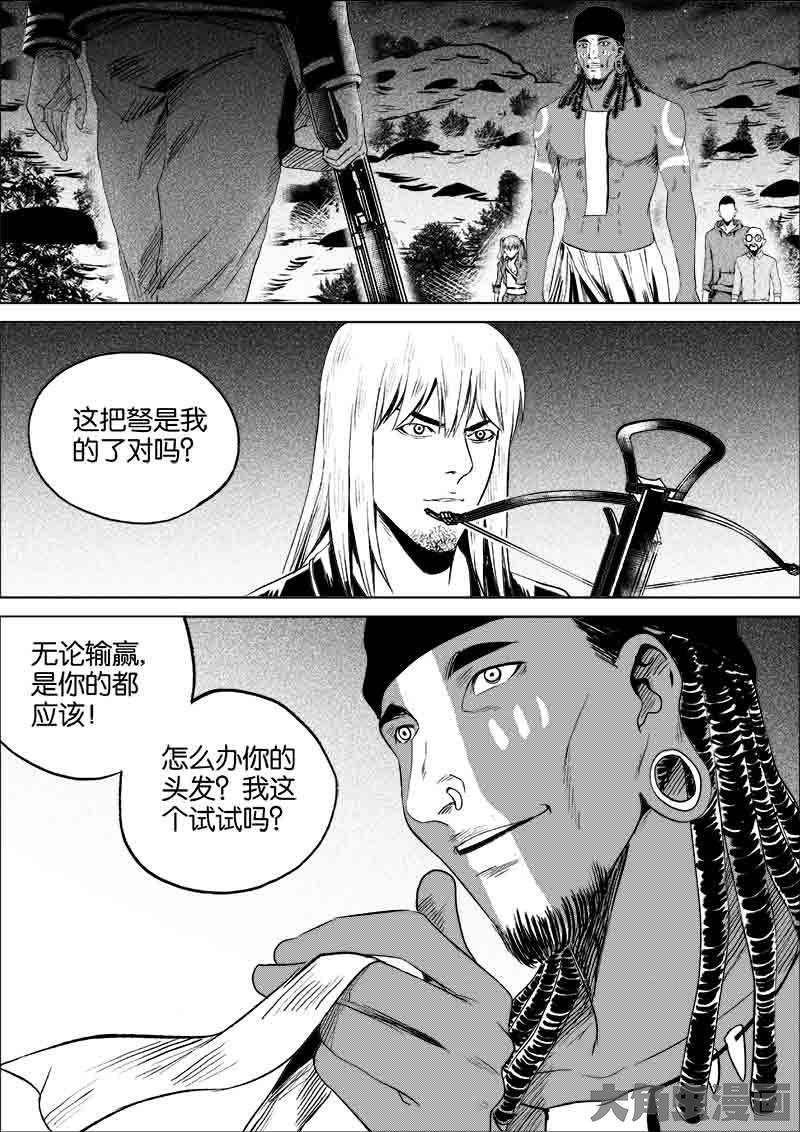 这把弩是我
的了对吗？
无论输赢，
是你的都
应该！
怎么办你的
头发？我这
个试试吗？
大角虫漫画